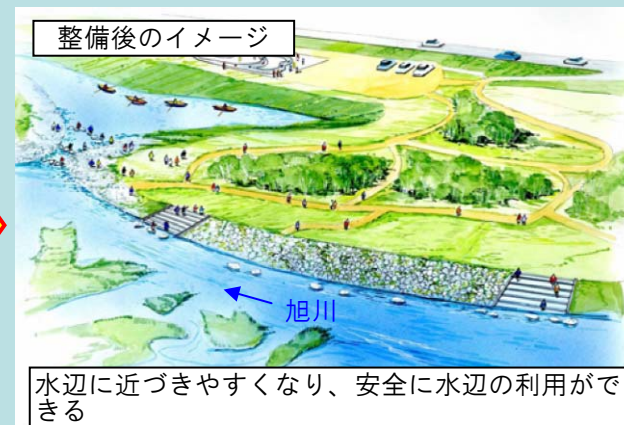 整備後のイメージ
旭川
水辺に近づきやすくなり、安全に水辺の利用がで
きる